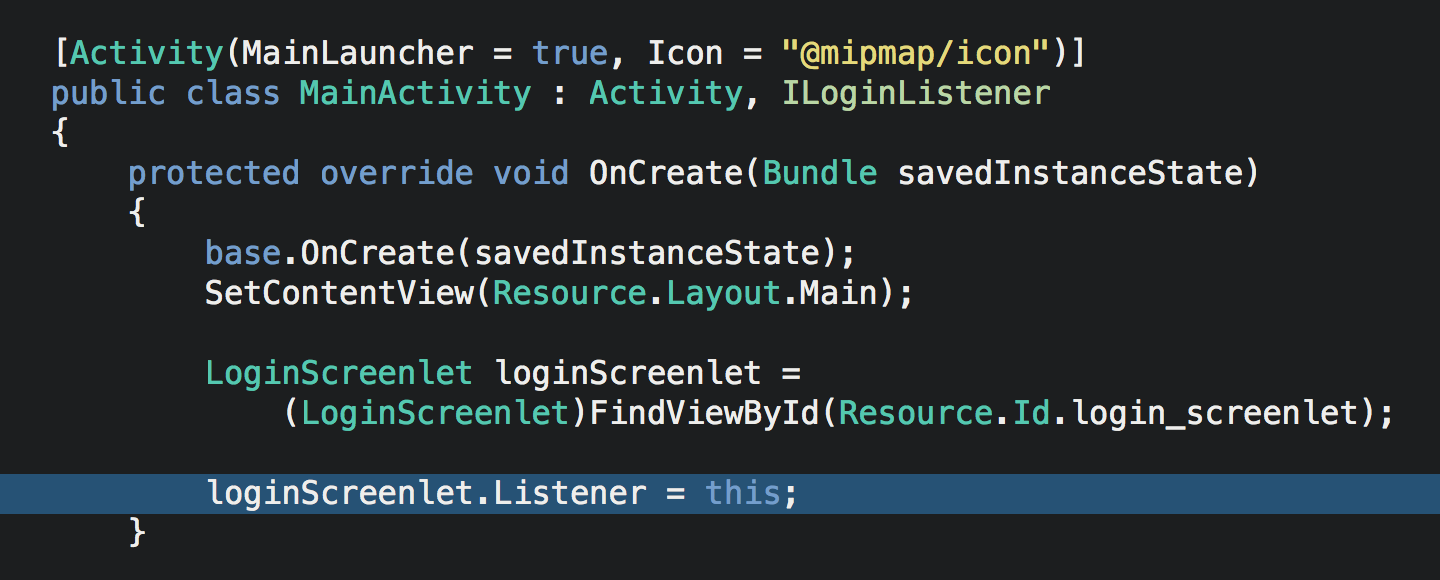 [Activity(MainLauncher = true, Icon = "@mipmap/icon")]
public class MainActivity : Activity, ILoginListener
{
    protected override void OnCreate(Bundle savedInstanceState)
    {
        base.OnCreate(savedInstanceState);
        SetContentView(Resource.Layout.Main);

        LoginScreenlet loginScreenlet =
            (LoginScreenlet)FindViewById(Resource.Id.login_screenlet);

        loginScreenlet.Listener = this;
    }